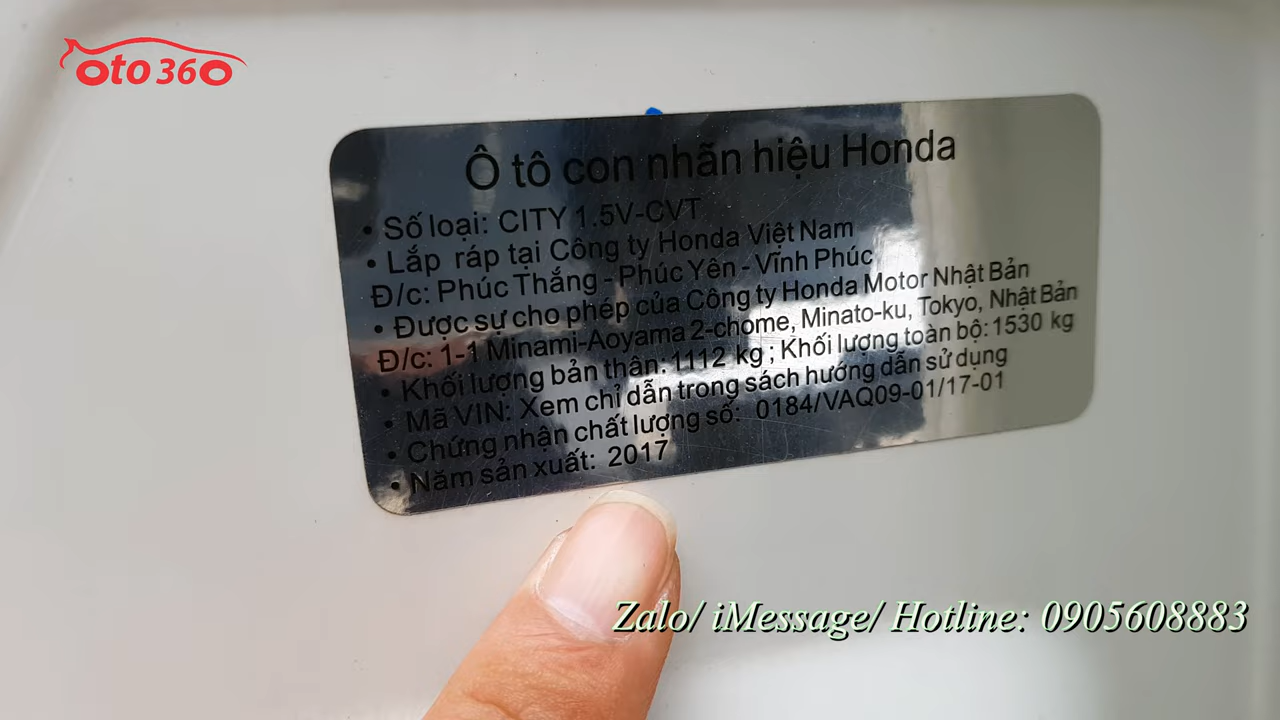 oto 360
Ô tô con nhãn hiệu Honda
• Số loại: CITY 1.5V-CVT
• Lắp ráp tại Công ty Honda Việt Nam
Đ/c: Phúc Thắng - Phúc Yên - Vĩnh Phúc
• Được sự cho phép của Công ty Honda Motor Nhật Bản
Đ/c: 1-1 Minami-Aoyama 2-chome, Minato-ku, Tokyo, Nhật Bản
• Khối lượng bản thân: 1112 kg ; Khối lượng toàn bộ: 1530 kg
• Mã VIN: Xem chỉ dẫn trong sách hướng dẫn sử dụng
• Chứng nhận chất lượng số: 0184/VAQ09-01/17-01
• Năm sản xuất: 2017
Zalo/ iMessage/ Hotline: 0905608883